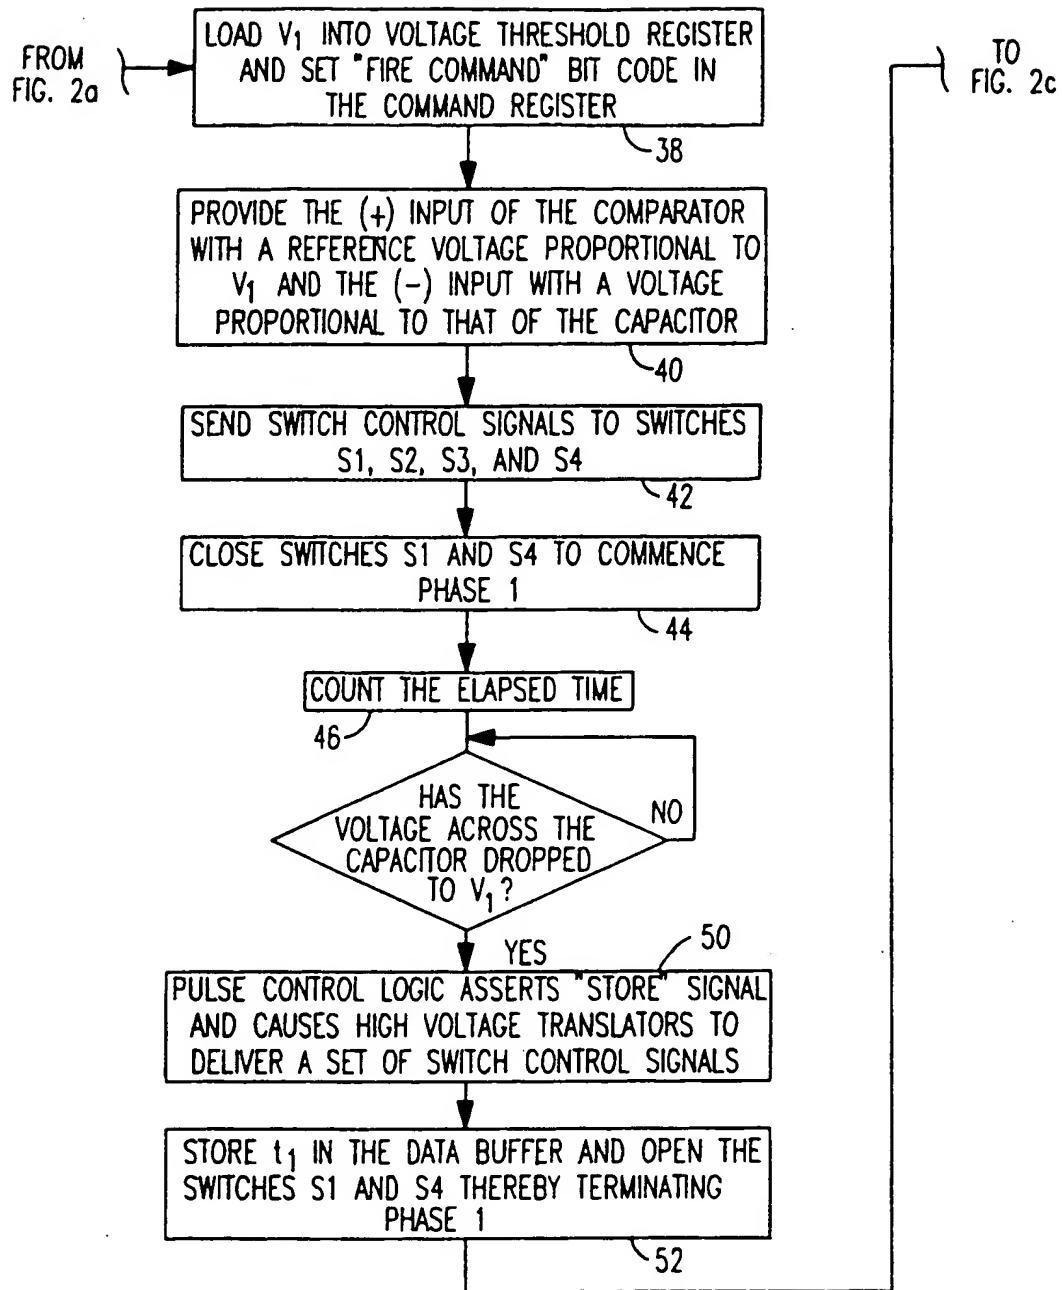 FROM
FIG. 2a
LOAD V1 INTO VOLTAGE THRESHOLD REGISTER
AND SET "FIRE COMMAND" BIT CODE IN
THE COMMAND REGISTER
38
TO
FIG. 2c
PROVIDE THE (+) INPUT OF THE COMPARATOR
WITH A REFERENCE VOLTAGE PROPORTIONAL TO
V1 AND THE (-) INPUT WITH A VOLTAGE
PROPORTIONAL TO THAT OF THE CAPACITOR
40
SEND SWITCH CONTROL SIGNALS TO SWITCHES
S1, S2, S3, AND S4
42
CLOSE SWITCHES S1 AND S4 TO COMMENCE
PHASE 1
44
COUNT THE ELAPSED TIME
46
HAS THE
VOLTAGE ACROSS THE
CAPACITOR DROPPED
TO V1?
NO
YES
50
PULSE CONTROL LOGIC ASSERTS "STORE" SIGNAL
AND CAUSES HIGH VOLTAGE TRANSLATORS TO
DELIVER A SET OF SWITCH CONTROL SIGNALS
STORE t1 IN THE DATA BUFFER AND OPEN THE
SWITCHES S1 AND S4 THEREBY TERMINATING
PHASE 1
52